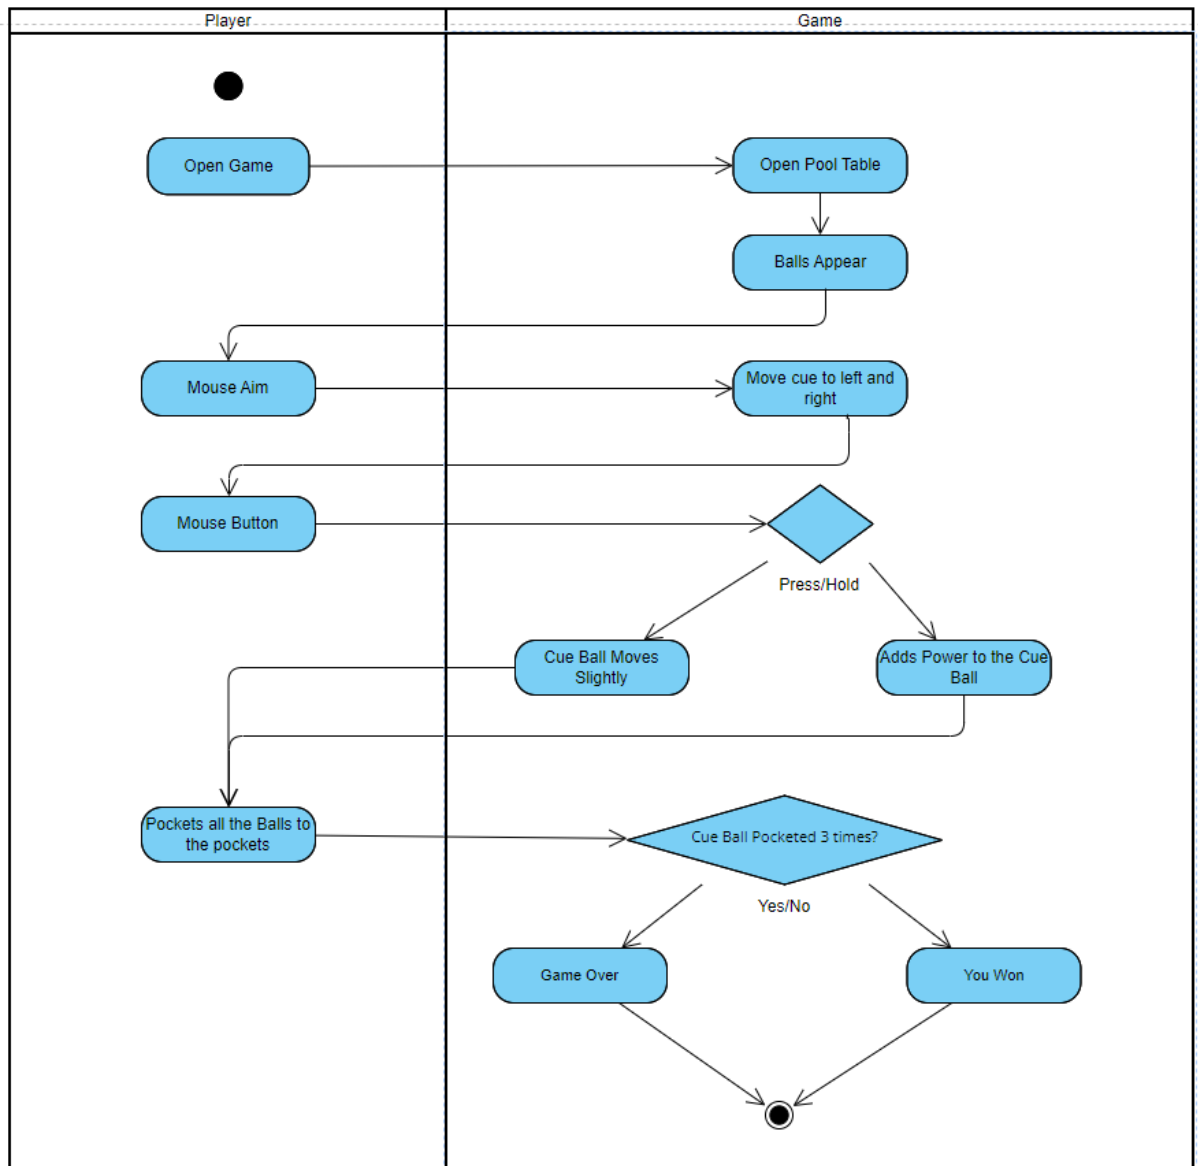 Player
Game
Open Game
Open Pool Table
Balls Appear
Mouse Aim
Move cue to left and
right
Mouse Button
Press/Hold
Cue Ball Moves
Slightly
Adds Power to the Cue
Ball
Pockets all the Balls to
the pockets
Cue Ball Pocketed 3 times?
Yes/No
Game Over
You Won